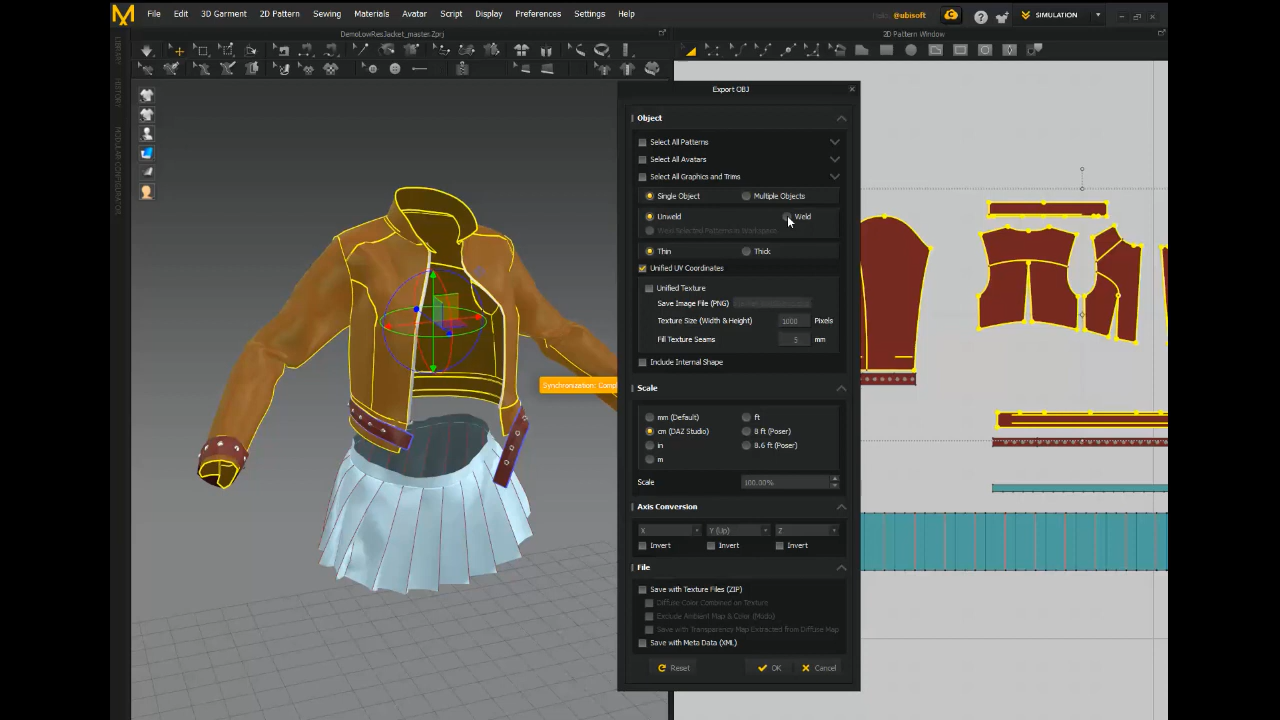 File Edit 3D Garment 2D Pattern Sewing Materials Avatar Script Display Preferences Settings Help
@ubisoft
SIMULATION
DemoLowResJacket_master.Zprj
2D Pattern Window
LIBRARY
HISTORY
MODULAR CONFIGURATOR
Export OBJ
Object
Select All Patterns
Select All Avatars
Select All Graphics and Trims
Single Object Multiple Objects
Unweld Weld
Thin Thick
Unified UV Coordinates
Unified Texture
Save Image File (PNG)
Texture Size (Width & Height) 1000 Pixels
Fill Texture Seams 5 mm
Include Internal Shape
Synchronization:
Scale
mm (Default) ft
cm (DAZ Studio) 8 ft (Poser)
in 8.6 ft (Poser)
m
Scale 100.00%
Axis Conversion
X Y (Up) Z
Invert Invert Invert
File
Save with Texture Files (ZIP)
Diffuse Color Combined on Texture
Exclude Ambient Map & Color (Modo)
Save with Transparency Map Extracted from Diffuse Map
Save with Meta Data (XML)
Reset OK Cancel